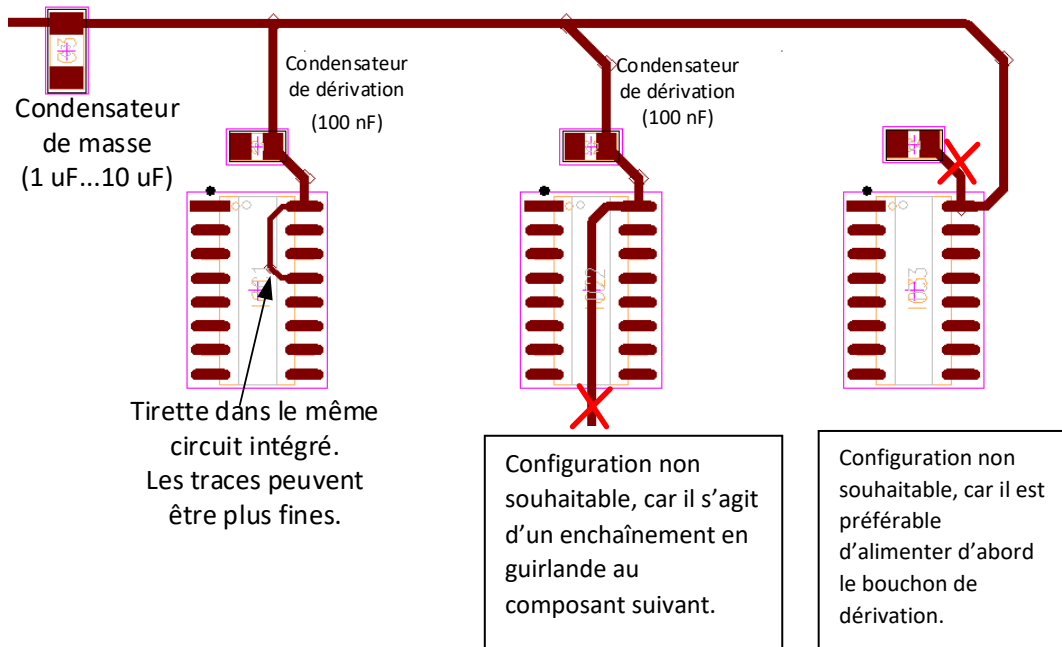 Condensateur
de masse
(1 uF...10 uF)
Condensateur
de dérivation
(100 nF)
Condensateur
de dérivation
(100 nF)
Tirette dans le même
circuit intégré.
Les traces peuvent
être plus fines.
Configuration non
souhaitable, car il s’agit
d’un enchaînement en
guirlande au
composant suivant.
Configuration non
souhaitable, car il est
préférable
d’alimenter d’abord
le bouchon de
dérivation.